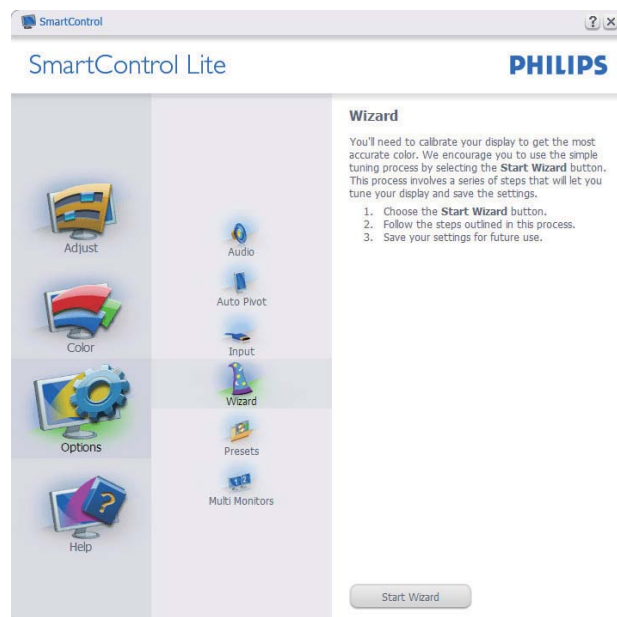 SmartControl
? X
SmartControl Lite
PHILIPS
Adjust
Color
Options
Help
Audio
Auto Pivot
Input
Wizard
Presets
1 2
Multi Monitors
Wizard
You'll need to calibrate your display to get the most
accurate color. We encourage you to use the simple
tuning process by selecting the Start Wizard button.
This process involves a series of steps that will let you
tune your display and save the settings.
1. Choose the Start Wizard button.
2. Follow the steps outlined in this process.
3. Save your settings for future use.
Start Wizard